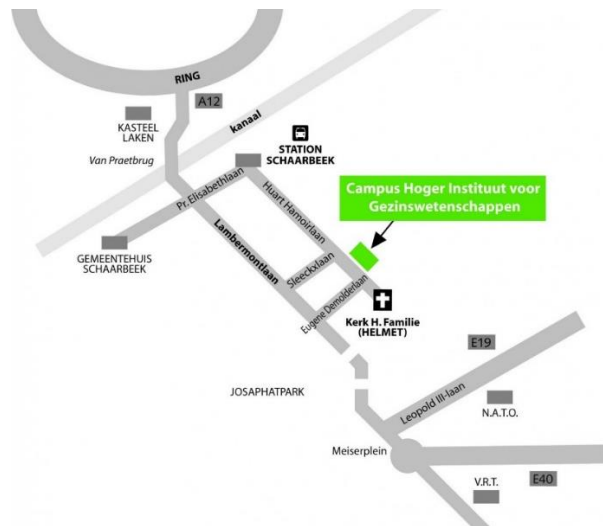 RING
A12
KASTEEL
LAKEN
kanaal
Van Praetbrug
STATION
SCHAARBEEK
Pr.Elisabethlaan
Huart Hamoirlaan
Campus Hoger Instituut voor
Gezinswetenschappen
GEMEENTEHUIS
SCHAARBEEK
Lambermontlaan
Sleeckxlaan
Eugene Demolderlaan
Kerk H. Familie
(HELMET)
E19
JOSAPHATPARK
Leopold III-laan
N.A.T.O.
Meiserplein
V.R.T.
E40